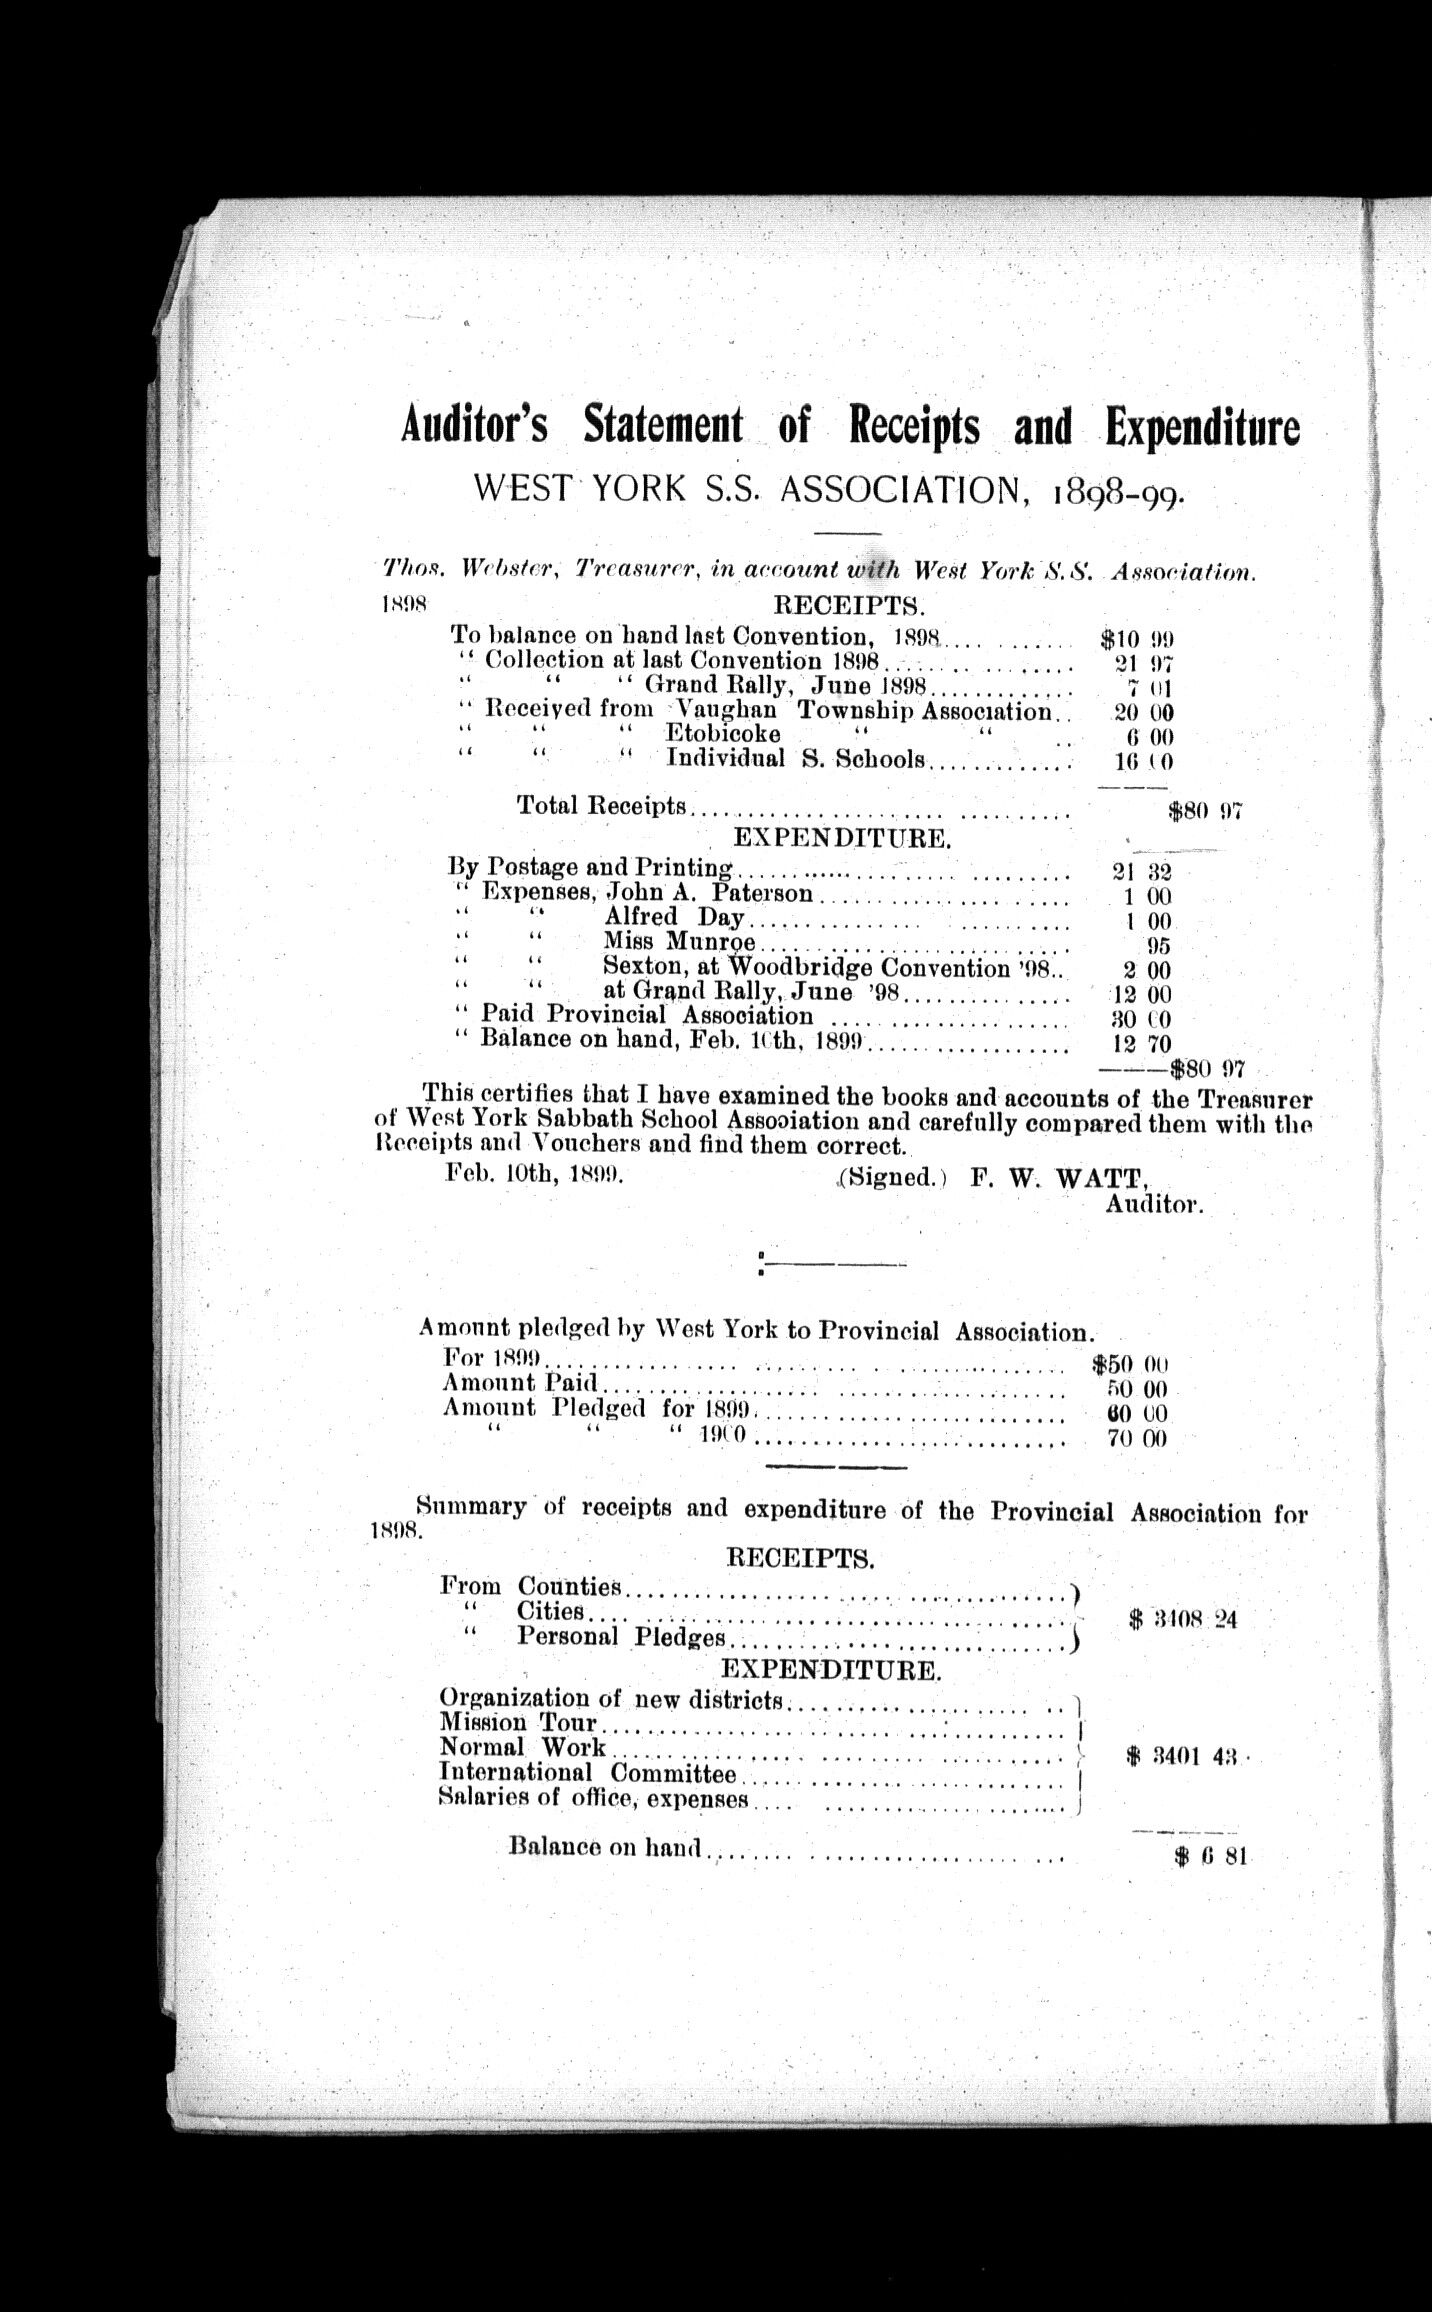 Auditor's Statement of Receipts and Expenditure
WEST YORK S.S. ASSOCIATION, 1898-99.
Thos. Webster, Treasurer, in account with West York S.S. Association.
1898 RECEIPTS.
To balance on hand last Convention, 1898.... ........... $10 99
" Collection at last Convention 1898................. 21 97
" " " Grand Rally, June 1898............. 7 01
" Received from Vaughan Township Association.. 20 00
" " " Etobicoke " " .. 6 00
" " " Individual S. Schools............. 16 00
Total Receipts...................... .......... $80 97
EXPENDITURE.
By Postage and Printing................... ......... 21 32
" Expenses, John A. Paterson...................... 1 00
" " Alfred Day............... .......... 1 00
" " Miss Munroe........................... 95
" " Sexton, at Woodbridge Convention '98.. 2 00
" " at Grand Rally, June '98............... 12 00
" Paid Provincial Association .... ................ 30 00
" Balance on hand, Feb. 10th, 1899.................. 12 70
———$80 97
This certifies that I have examined the books and accounts of the Treasurer
of West York Sabbath School Association and carefully compared them with the
Receipts and Vouchers and find them correct.
Feb. 10th, 1899. (Signed.) F. W. WATT,
Auditor.
Amount pledged by West York to Provincial Association.
For 1899................. ......... .................. $50 00
Amount Paid................... .................... 50 00
Amount Pledged for 1899........................... 60 00
" " " 1900 ........................... 70 00
Summary of receipts and expenditure of the Provincial Association for
1898.
RECEIPTS.
From Counties.................. .... ...........}
" Cities.... ....................................} $ 3408 24
" Personal Pledges..............................}
EXPENDITURE.
Organization of new districts....................... ..}
Mission Tour........................................}
Normal Work.................. .....................} $ 3401 43
International Committee...... ......................}
Salaries of office, expenses.... .....................}
Balance on hand........ ................... ... $ 6 81